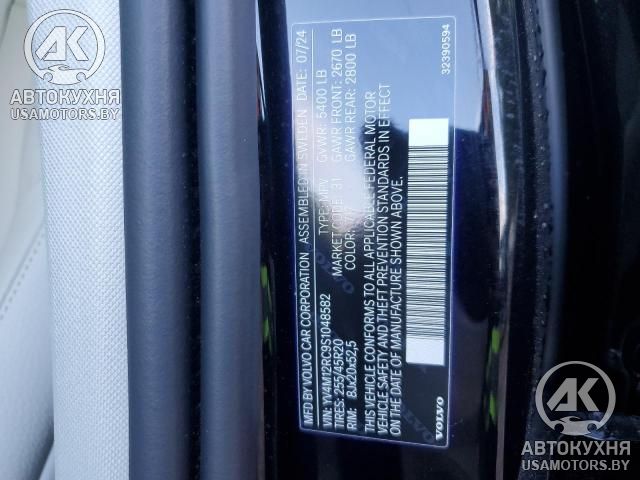 MFD BY VOLVO CAR CORPORATION ASSEMBLED IN SWEDEN DATE: 07/24
VIN: YV4M12RC9S1048582 TYPE: MPV GVWR: 5400 LB
TIRES: 255/45R20 MARKET CODE: 31 GAWR FRONT: 2670 LB
RIM: 8Jx20x52,5 COLOR: GAWR REAR: 2800 LB
THIS VEHICLE CONFORMS TO ALL APPLICABLE FEDERAL MOTOR
VEHICLE SAFETY AND THEFT PREVENTION STANDARDS IN EFFECT
ON DATE OF MANUFACTURE SHOWN ABOVE.
VOLVO 32390594
АК
АВТОКУХНЯ
USAMOTORS.BY
АК
АВТОКУХНЯ
USAMOTORS.BY